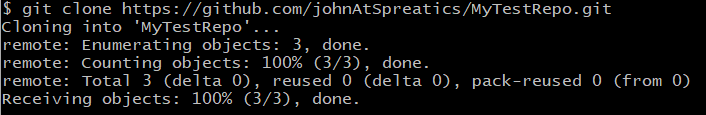 $ git clone https://github.com/johnAtSpreatics/MyTestRepo.git
Cloning into 'MyTestRepo'...
remote: Enumerating objects: 3, done.
remote: Counting objects: 100% (3/3), done.
remote: Total 3 (delta 0), reused 0 (delta 0), pack-reused 0 (from 0)
Receiving objects: 100% (3/3), done.